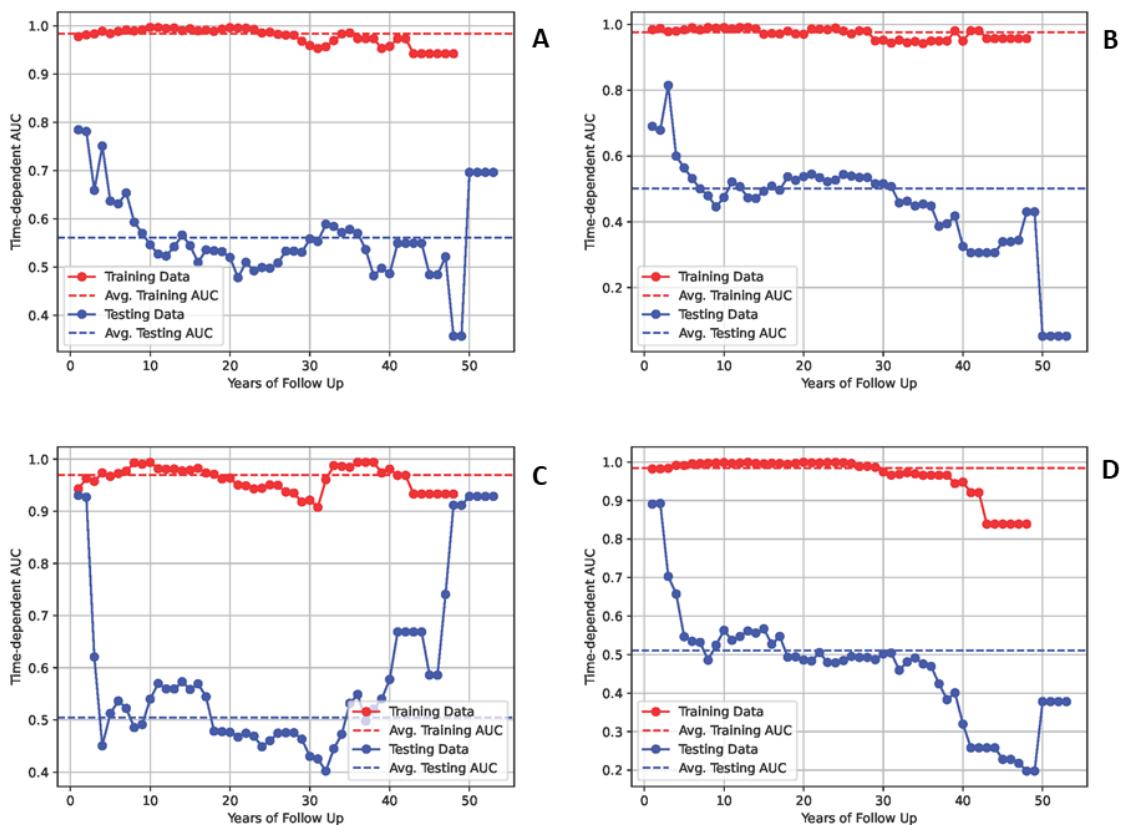 A
1.0
0.9
0.8
0.7
0.6
0.5
0.4
Time-dependent AUC
Training Data
Avg. Training AUC
Testing Data
Avg. Testing AUC
0 10 20 30 40 50
Years of Follow Up
B
1.0
0.8
0.6
0.4
0.2
Time-dependent AUC
Training Data
Avg. Training AUC
Testing Data
Avg. Testing AUC
0 10 20 30 40 50
Years of Follow Up
C
1.0
0.9
0.8
0.7
0.6
0.5
0.4
Time-dependent AUC
Training Data
Avg. Training AUC
Testing Data
Avg. Testing AUC
0 10 20 30 40 50
Years of Follow Up
D
1.0
0.9
0.8
0.7
0.6
0.5
0.4
0.3
0.2
Time-dependent AUC
Training Data
Avg. Training AUC
Testing Data
Avg. Testing AUC
0 10 20 30 40 50
Years of Follow Up